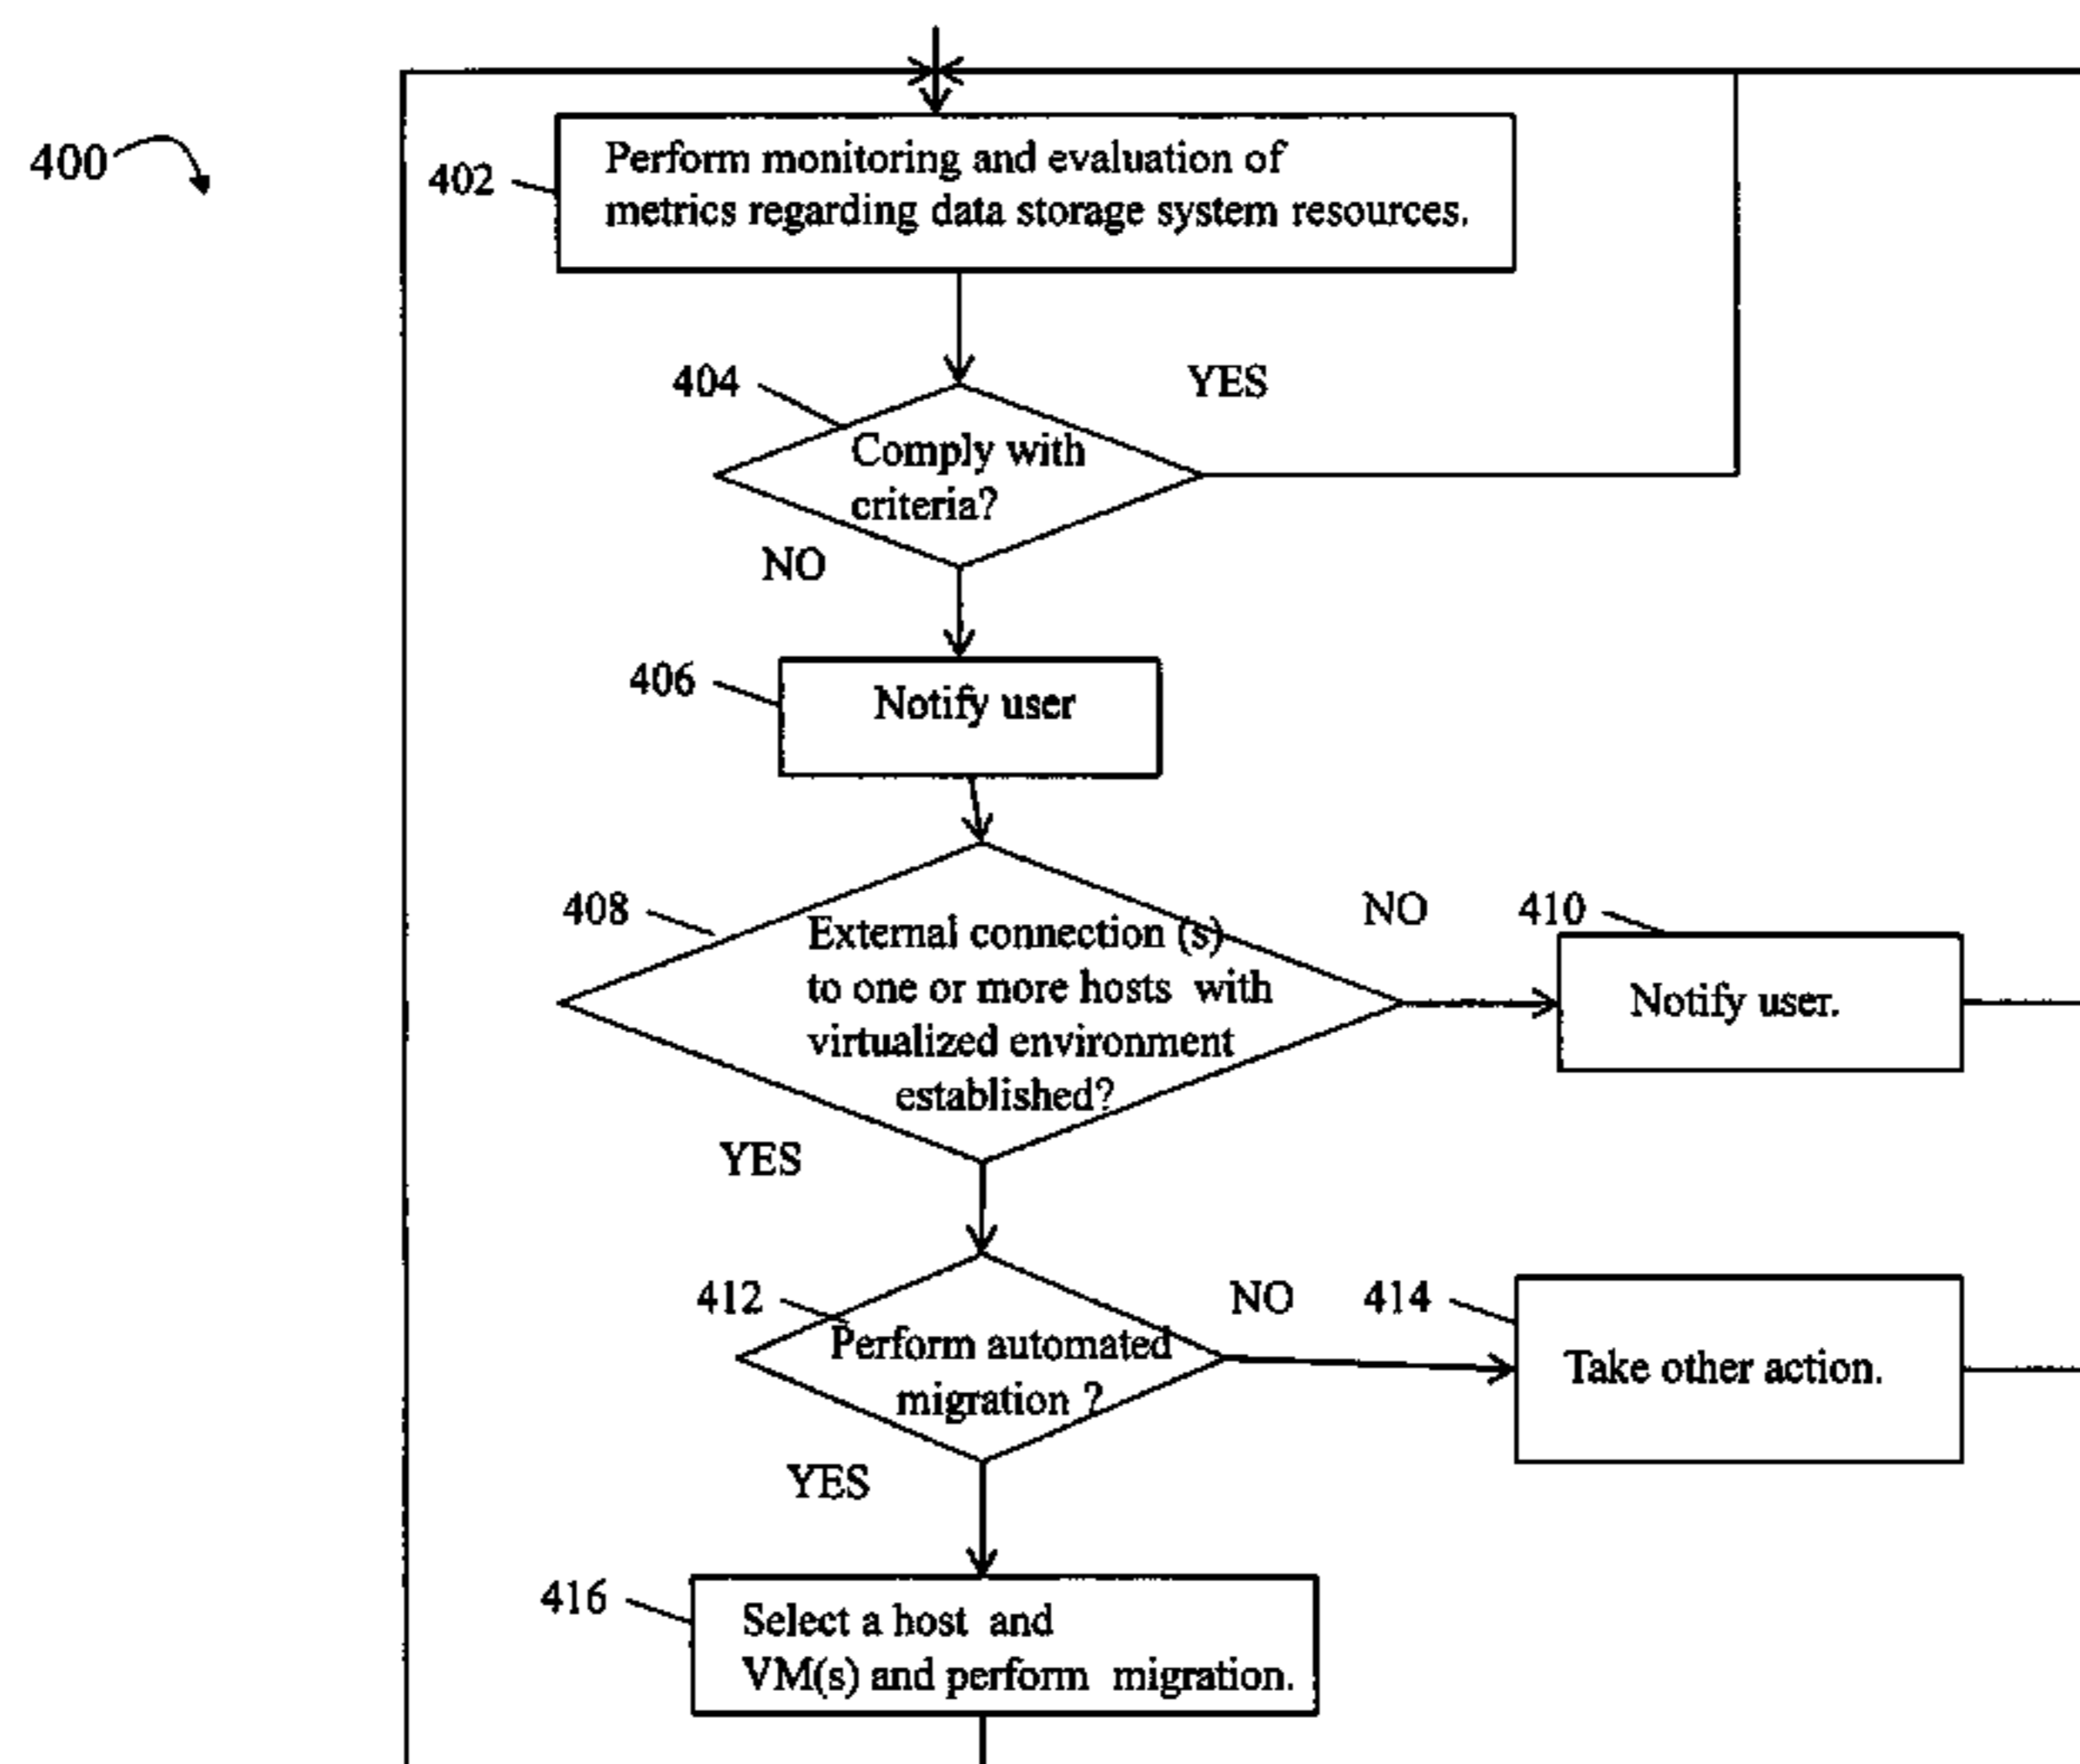 400
402
Perform monitoring and evaluation of
metrics regarding data storage system resources.
404
YES
Comply with
criteria?
NO
406
Notify user
408
External connection (s)
to one or more hosts with
virtualized environment
established?
NO
410
Notify user.
YES
412
Perform automated
migration ?
NO
414
Take other action.
YES
416
Select a host and
VM(s) and perform migration.